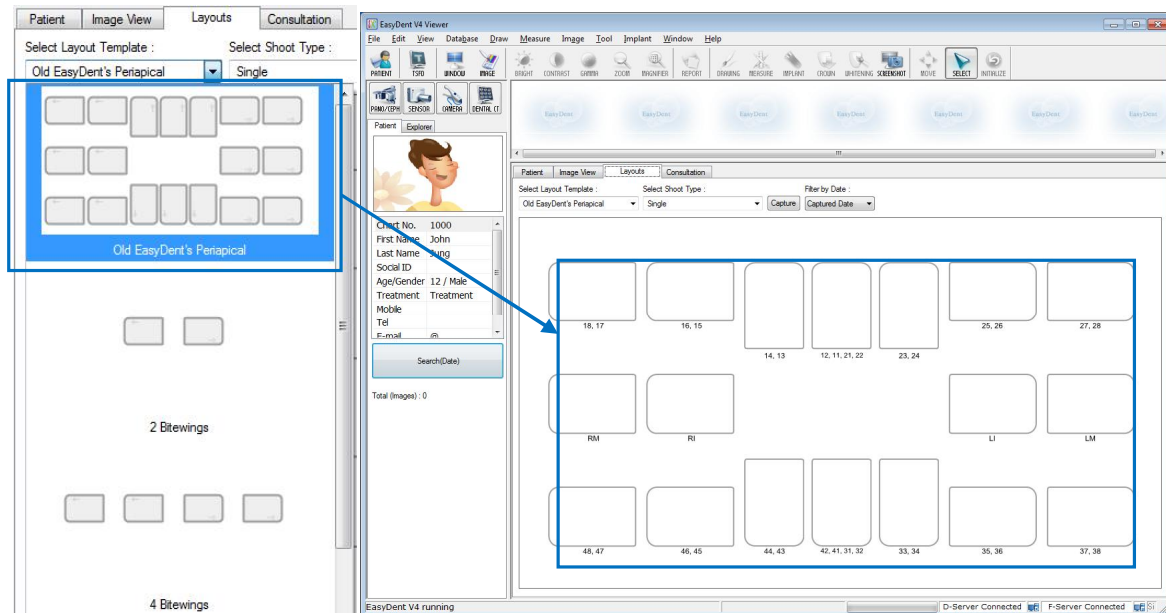 Patient Image View Layouts Consultation
Select Layout Template : Select Shoot Type :
Old EasyDent's Periapical Single
Old EasyDent's Periapical
2 Bitewings
4 Bitewings
EasyDent V4 Viewer
File Edit View Database Draw Measure Image Tool Implant Window Help
PATIENT TSFD WINDOW IMAGE BRIGHT CONTRAST GAMMA ZOOM MAGNIFIER REPORT DRAWING MEASURE IMPLANT CROWN WHITENING SCREENSHOT MOVE SELECT INITIALIZE
PANO/CEPH SENSOR CAMERA DENTAL CT
EasyDent EasyDent EasyDent EasyDent EasyDent EasyDent EasyDent
Patient Explorer
Chart No. 1000
First Name John
Last Name Jung
Social ID
Age/Gender 12 / Male
Treatment Treatment
Mobile
Tel
E-mail @
Search(Date)
Total (Images) : 0
Patient Image View Layouts Consultation
Select Layout Template : Select Shoot Type : Filter by Date :
Old EasyDent's Periapical Single Capture Captured Date
18, 17 16, 15 25, 26 27, 28
14, 13 12, 11, 21, 22 23, 24
RM RI LI LM
48, 47 46, 45 44, 43 42, 41, 31, 32 33, 34 35, 36 37, 38
EasyDent V4 running D-Server Connected F-Server Connected